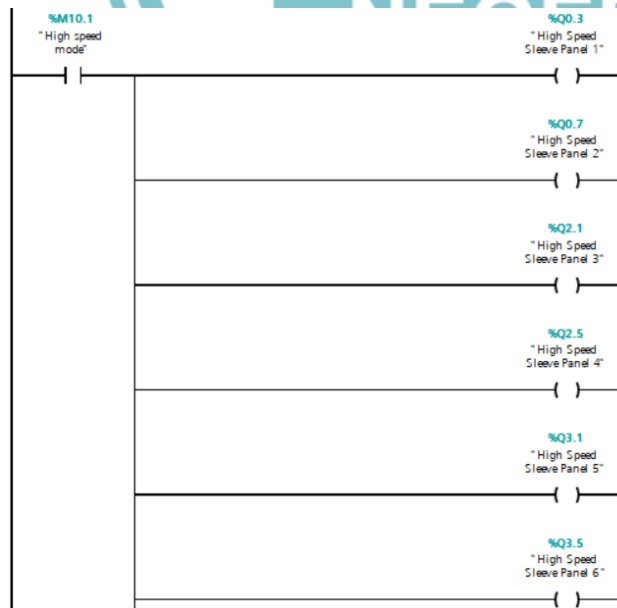 %M10.1
"High speed
mode"
%Q0.3
"High Speed
Sleeve Panel 1"
%Q0.7
"High Speed
Sleeve Panel 2"
%Q2.1
"High Speed
Sleeve Panel 3"
%Q2.5
"High Speed
Sleeve Panel 4"
%Q3.1
"High Speed
Sleeve Panel 5"
%Q3.5
"High Speed
Sleeve Panel 6"